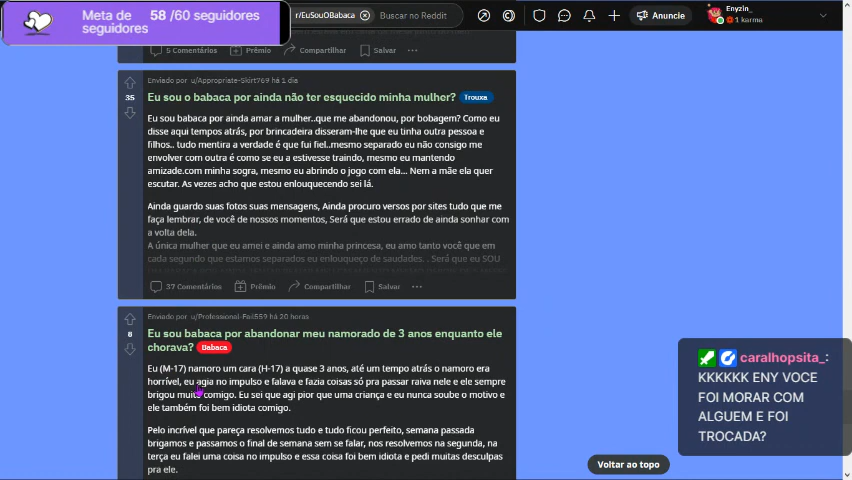 Meta de seguidores
58 /60 seguidores
r/EuSouOBabaca
Buscar no Reddit
Anuncie
Enyzin_
1 karma
5 Comentários
Prêmio
Compartilhar
Salvar
Enviado por u/Appropriate-Skirt769 há 1 dia
35
Eu sou o babaca por ainda não ter esquecido minha mulher? Trouxa
Eu sou babaca por ainda amar a mulher..que me abandonou, por bobagem? Como eu
disse aqui tempos atrás, por brincadeira disseram-lhe que eu tinha outra pessoa e
filhos.. tudo mentira a verdade é que fui fiel..mesmo separado eu não consigo me
envolver com outra é como se eu a estivesse traindo, mesmo eu mantendo
amizade.com minha sogra, mesmo eu abrindo o jogo com ela... Nem a mãe ela quer
escutar. As vezes acho que estou enlouquecendo sei lá.
Ainda guardo suas fotos suas mensagens, Ainda procuro versos por sites tudo que me
faça lembrar, de você de nossos momentos, Será que estou errado de ainda sonhar com
a volta dela.
A única mulher que eu amei e ainda amo minha princesa, eu amo tanto você que em
cada segundo que estamos separados eu enlouqueço de saudades. . Será que eu SOU
37 Comentários
Prêmio
Compartilhar
Salvar
Enviado por u/Professional-Fail559 há 20 horas
8
Eu sou babaca por abandonar meu namorado de 3 anos enquanto ele
chorava? Babaca
Eu (M-17) namoro um cara (H-17) a quase 3 anos, até um tempo atrás o namoro era
horrível, eu agia no impulso e falava e fazia coisas só pra passar raiva nele e ele sempre
brigou muito comigo. Eu sei que agi pior que uma criança e eu nunca soube o motivo e
ele também foi bem idiota comigo.
Pelo incrível que pareça resolvemos tudo e tudo ficou perfeito, semana passada
brigamos e passamos o final de semana sem se falar, nos resolvemos na segunda, na
terça eu falei uma coisa no impulso e essa coisa foi bem idiota e pedi muitas desculpas
pra ele.
caralhopsita_:
KKKKKK ENY VOCE
FOI MORAR COM
ALGUEM E FOI
TROCADA?
Voltar ao topo